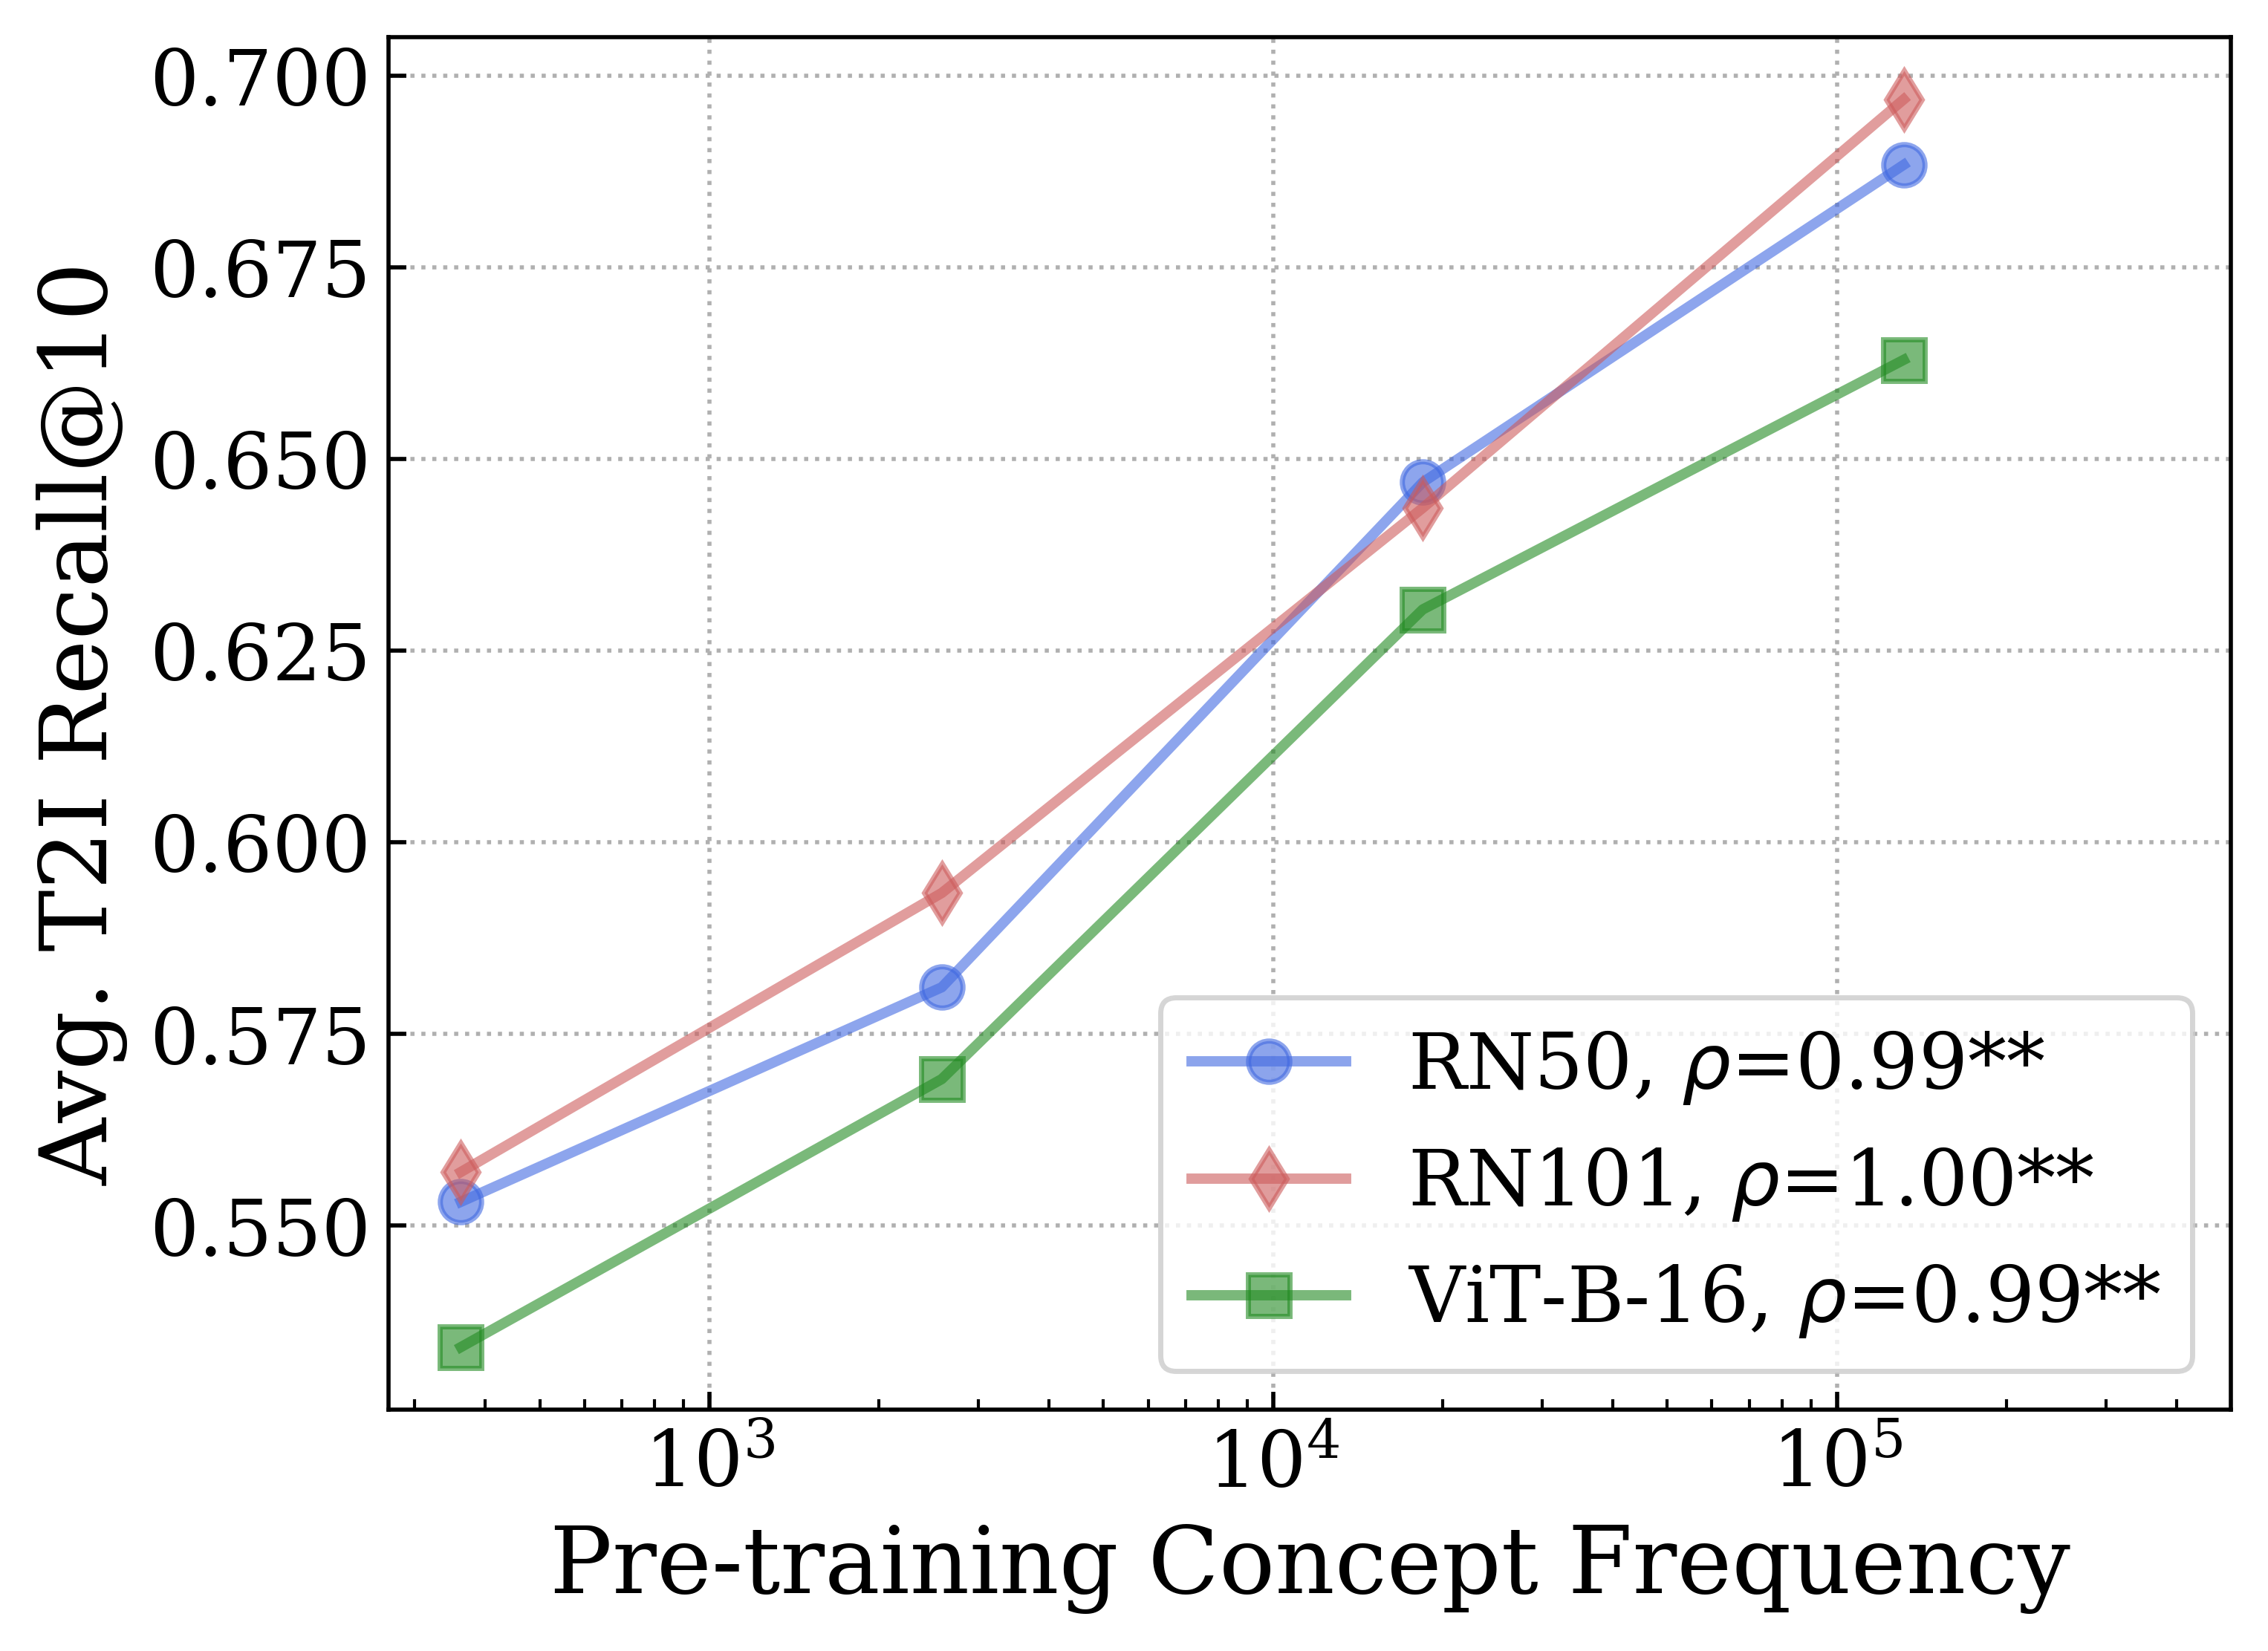 0.700
0.675
0.650
0.625
0.600
0.575
0.550
Avg. T2I Recall@10
RN50, ρ=0.99**
RN101, ρ=1.00**
ViT-B-16, ρ=0.99**
10³
10⁴
10⁵
Pre-training Concept Frequency